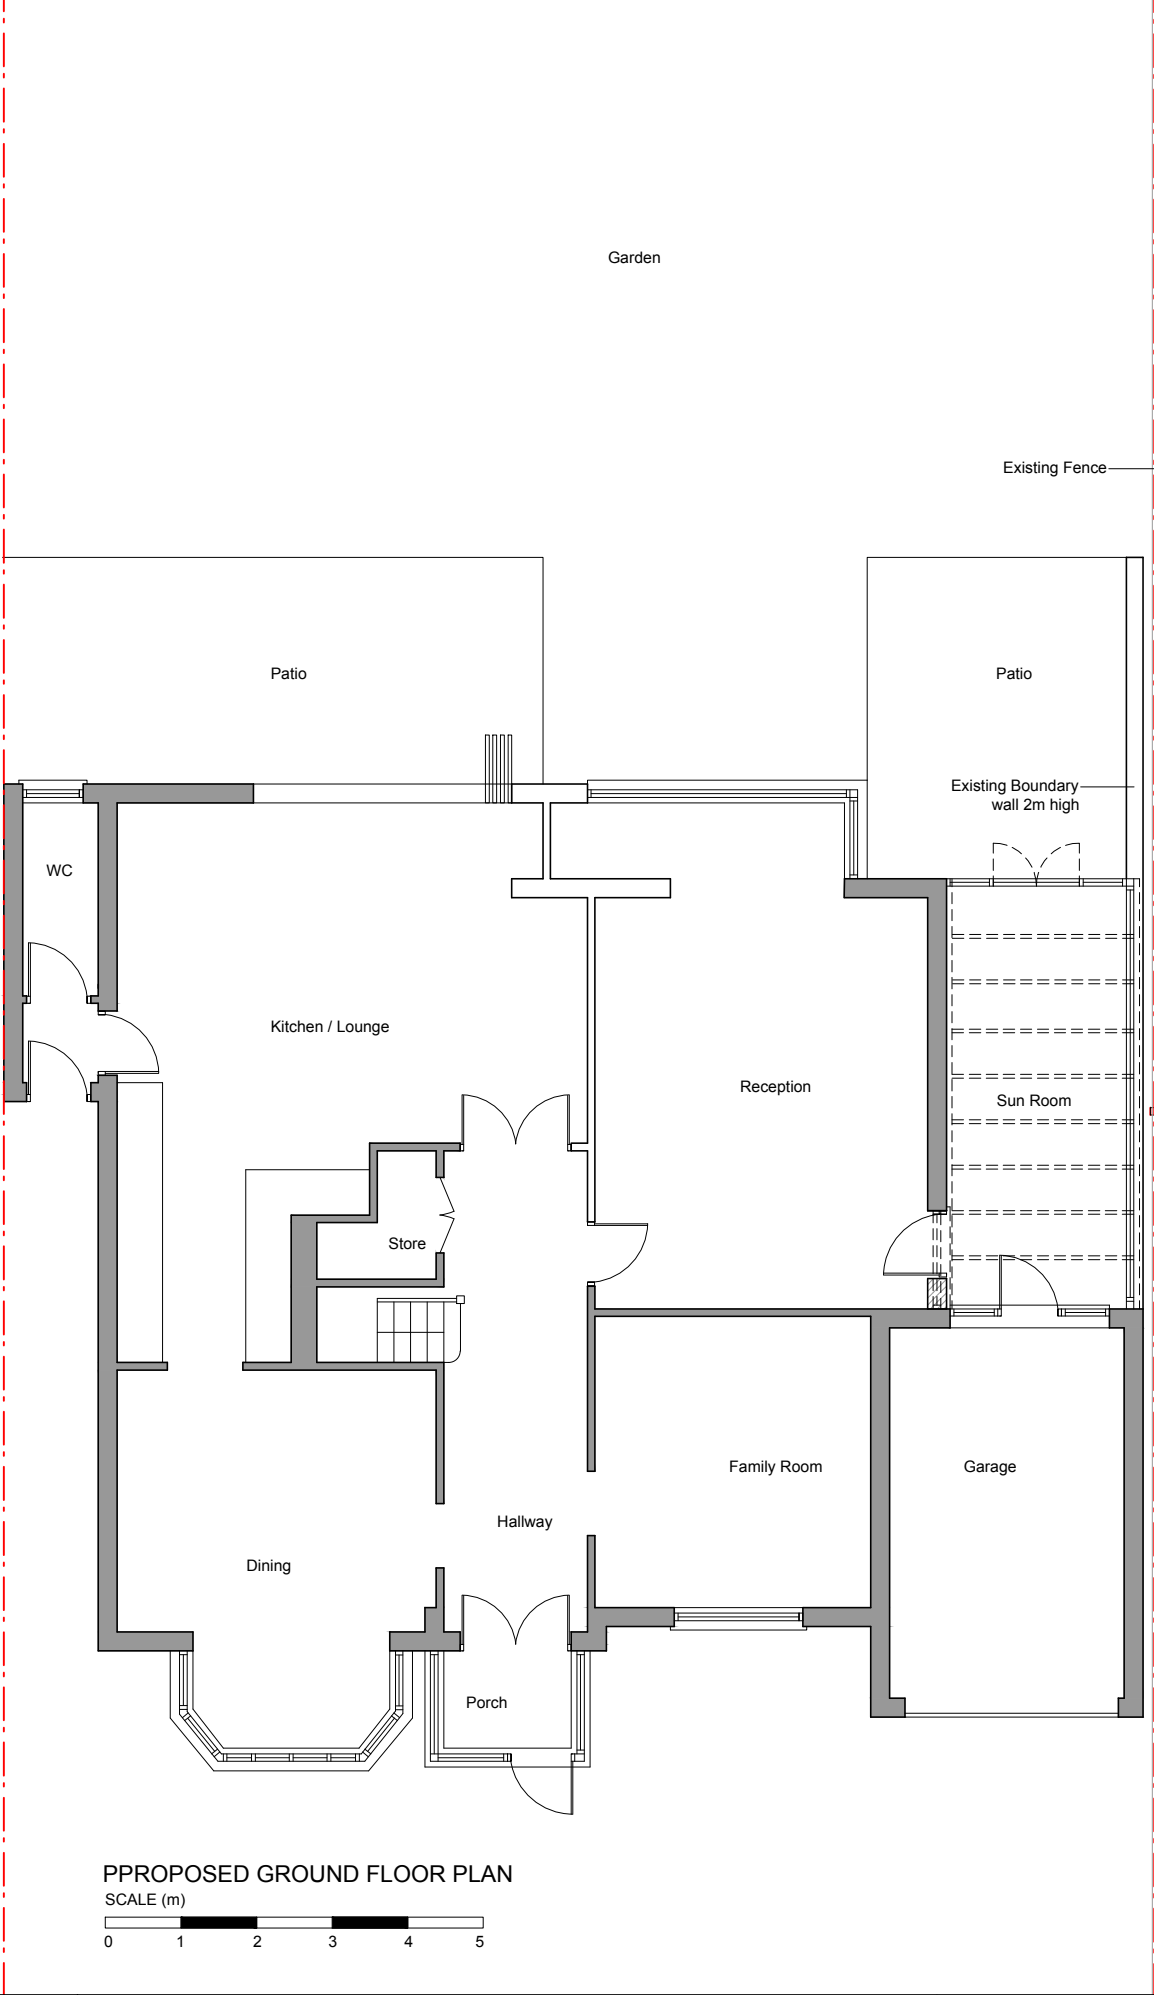 Garden
Existing Fence
Patio
Patio
Existing Boundary
wall 2m high
WC
Kitchen / Lounge
Reception
Sun Room
Store
Family Room
Garage
Hallway
Dining
Porch
PPROPOSED GROUND FLOOR PLAN
SCALE (m)
0 1 2 3 4 5